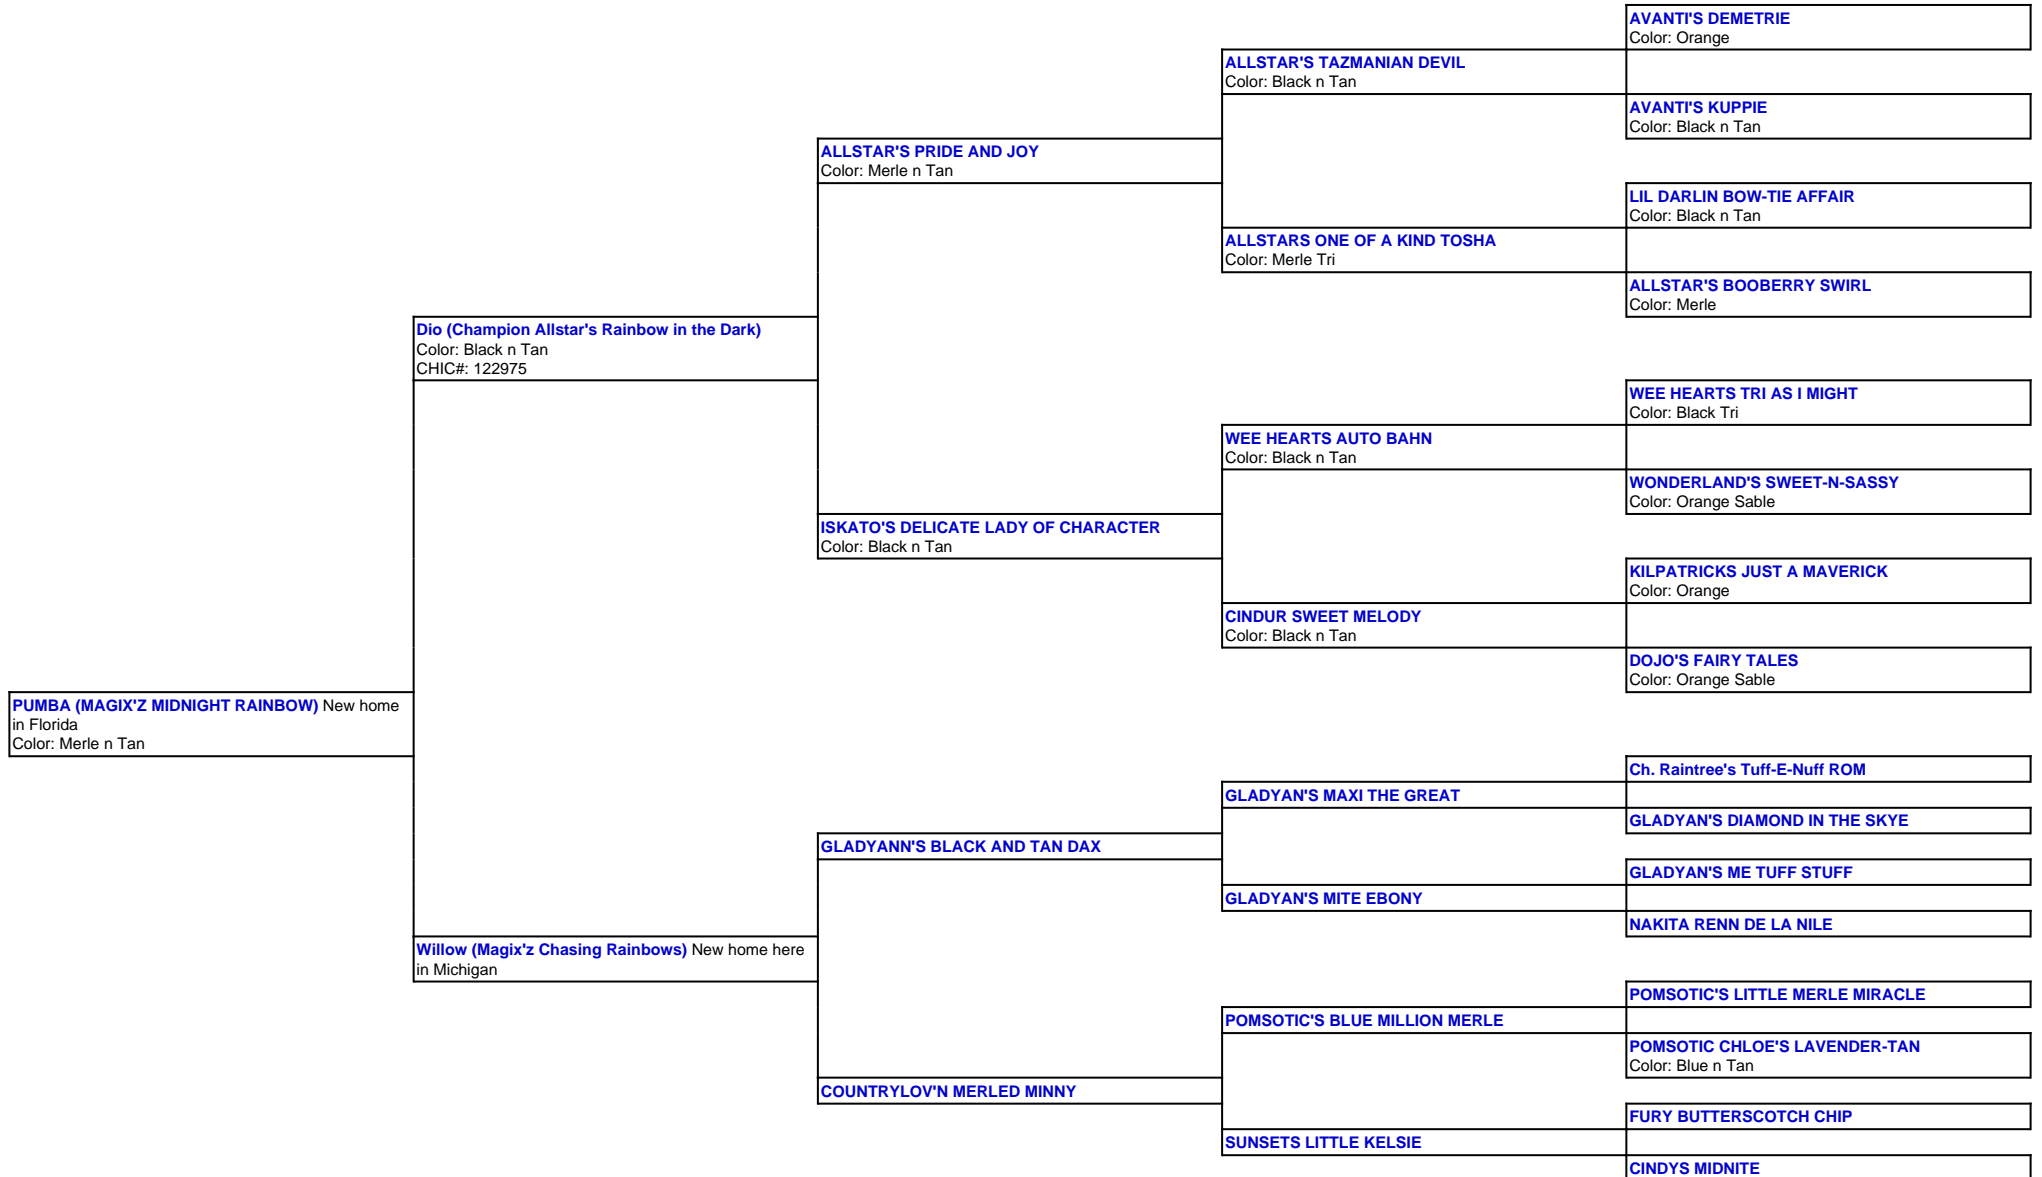 AVANTI'S DEMETRIE
Color: Orange
ALLSTAR'S TAZMANIAN DEVIL
Color: Black n Tan
AVANTI'S KUPPIE
Color: Black n Tan
ALLSTAR'S PRIDE AND JOY
Color: Merle n Tan
LIL DARLIN BOW-TIE AFFAIR
Color: Black n Tan
ALLSTARS ONE OF A KIND TOSHA
Color: Merle Tri
ALLSTAR'S BOOBERRY SWIRL
Color: Merle
Dio (Champion Allstar's Rainbow in the Dark)
Color: Black n Tan
CHIC#: 122975
WEE HEARTS TRI AS I MIGHT
Color: Black Tri
WEE HEARTS AUTO BAHN
Color: Black n Tan
WONDERLAND'S SWEET-N-SASSY
Color: Orange Sable
ISKATO'S DELICATE LADY OF CHARACTER
Color: Black n Tan
KILPATRICKS JUST A MAVERICK
Color: Orange
CINDUR SWEET MELODY
Color: Black n Tan
DOJO'S FAIRY TALES
Color: Orange Sable
PUMBA (MAGIX'Z MIDNIGHT RAINBOW) New home
in Florida
Color: Merle n Tan
Ch. Raintree's Tuff-E-Nuff ROM
GLADYAN'S MAXI THE GREAT
GLADYAN'S DIAMOND IN THE SKYE
GLADYANN'S BLACK AND TAN DAX
GLADYAN'S ME TUFF STUFF
GLADYAN'S MITE EBONY
NAKITA RENN DE LA NILE
Willow (Magix'z Chasing Rainbows) New home here
in Michigan
POMSOTIC'S LITTLE MERLE MIRACLE
POMSOTIC'S BLUE MILLION MERLE
POMSOTIC CHLOE'S LAVENDER-TAN
Color: Blue n Tan
COUNTRYLOV'N MERLED MINNY
FURY BUTTERSCOTCH CHIP
SUNSETS LITTLE KELSIE
CINDYS MIDNITE